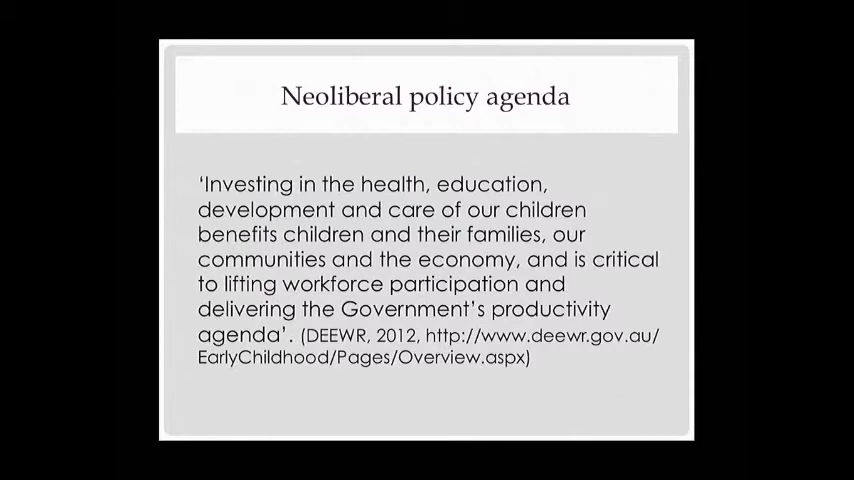 Neoliberal policy agenda
‘Investing in the health, education,
development and care of our children
benefits children and their families, our
communities and the economy, and is critical
to lifting workforce participation and
delivering the Government’s productivity
agenda’. (DEEWR, 2012, http://www.deewr.gov.au/
EarlyChildhood/Pages/Overview.aspx)